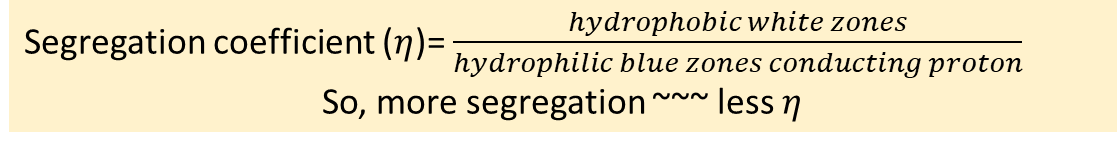 Segregation coefficient (η)= hydrophobic white zones / hydrophilic blue zones conducting proton
So, more segregation ~~~ less η